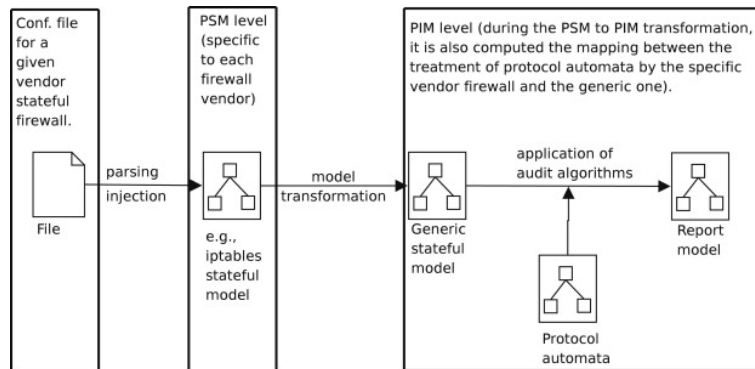 Conf. file
for a
given
vendor
stateful
firewall.
PSM level
(specific
to each
firewall
vendor)
PIM level (during the PSM to PIM transformation,
it is also computed the mapping between the
treatment of protocol automata by the specific
vendor firewall and the generic one).
parsing
injection
model
transformation
application of
audit algorithms
File
e.g.,
iptables
stateful
model
Generic
stateful
model
Report
model
Protocol
automata